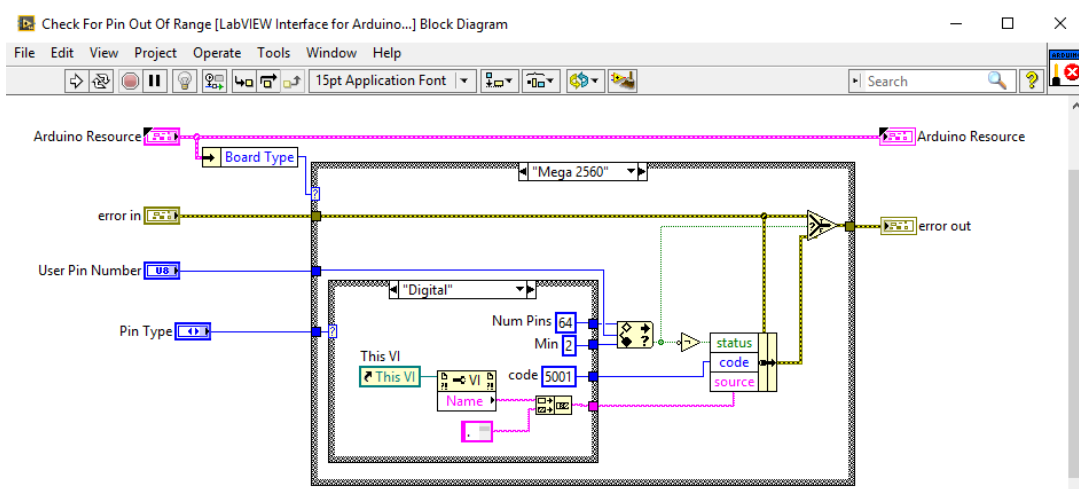 Check For Pin Out Of Range [LabVIEW Interface for Arduino...] Block Diagram
File Edit View Project Operate Tools Window Help
15pt Application Font
Search
ARDUINO
Arduino Resource
Arduino Resource
Board Type
"Mega 2560"
error in
error out
User Pin Number
U8
"Digital"
Pin Type
Num Pins 64
Min 2
This VI
This VI
code 5001
VI
Name
status
code
source
.